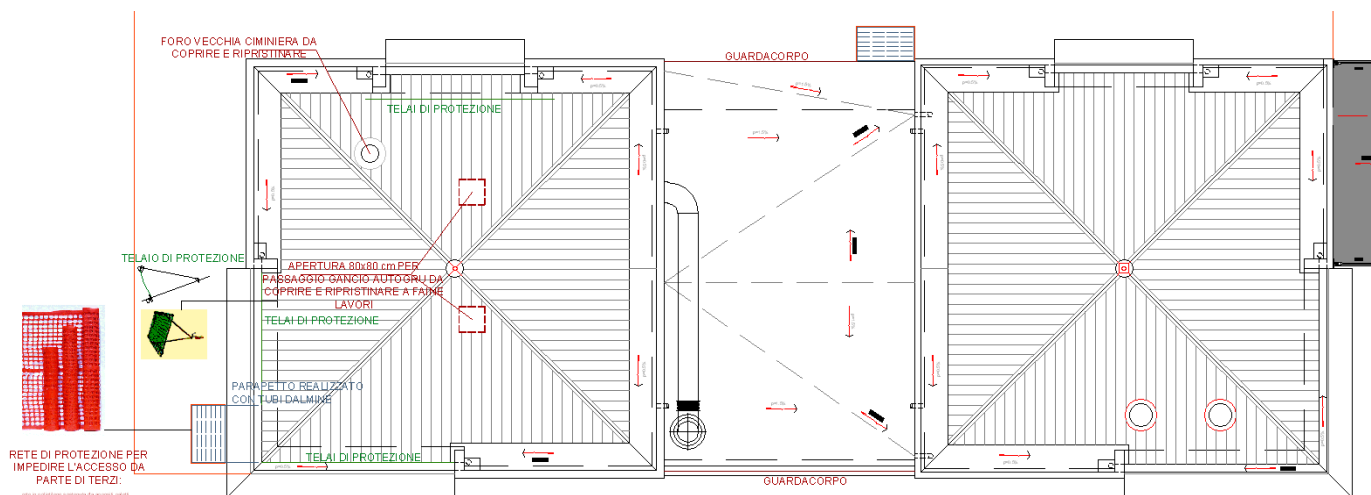 FORO VECCHIA CIMINIERA DA
COPRIRE E RIPRISTINARE
GUARDACORPO
TELAI DI PROTEZIONE
TELAIO DI PROTEZIONE
APERTURA 80x80 cm PER
PASSAGGIO GANCIO AUTOGRU DA
COPRIRE E RIPRISTINARE A FAINE
LAVORI
TELAI DI PROTEZIONE
PARAPETTO REALIZZATO
CON TUBI DALMINE
RETE DI PROTEZIONE PER
IMPEDIRE L'ACCESSO DA
PARTE DI TERZI:
TELAI DI PROTEZIONE
GUARDACORPO